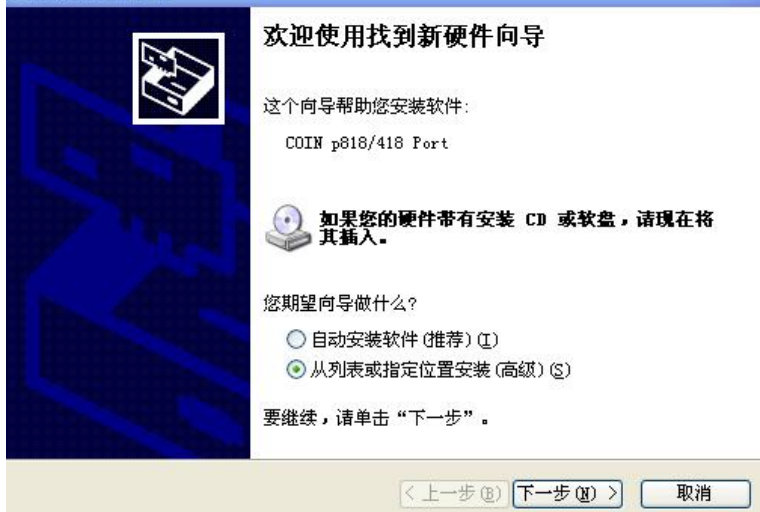 欢迎使用找到新硬件向导
这个向导帮助您安装软件:
COIN p818/418 Port
如果您的硬件带有安装 CD 或软盘，请现在将
其插入。
您期望向导做什么?
自动安装软件(推荐)(I)
从列表或指定位置安装(高级)(S)
要继续，请单击“下一步”。
< 上一步(B) 下一步(N) > 取消